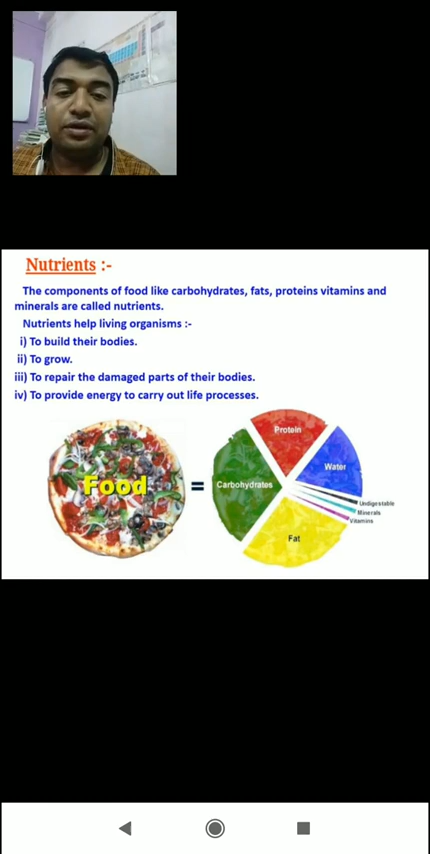 Nutrients :-
The components of food like carbohydrates, fats, proteins vitamins and
minerals are called nutrients.
Nutrients help living organisms :-
i) To build their bodies.
ii) To grow.
iii) To repair the damaged parts of their bodies.
iv) To provide energy to carry out life processes.
Food = Carbohydrates
Protein
Water
Undigestable
Minerals
Vitamins
Fat